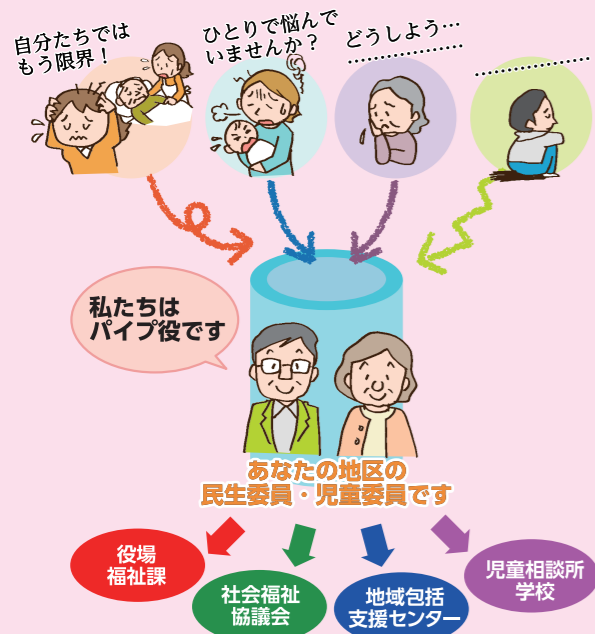 自分たちでは
もう限界！
ひとりで悩んで
いませんか？
どうしよう…
………………
………………
私たちは
パイプ役です
あなたの地区の
民生委員・児童委員です
役場
福祉課
社会福祉
協議会
地域包括
支援センター
児童相談所
学校